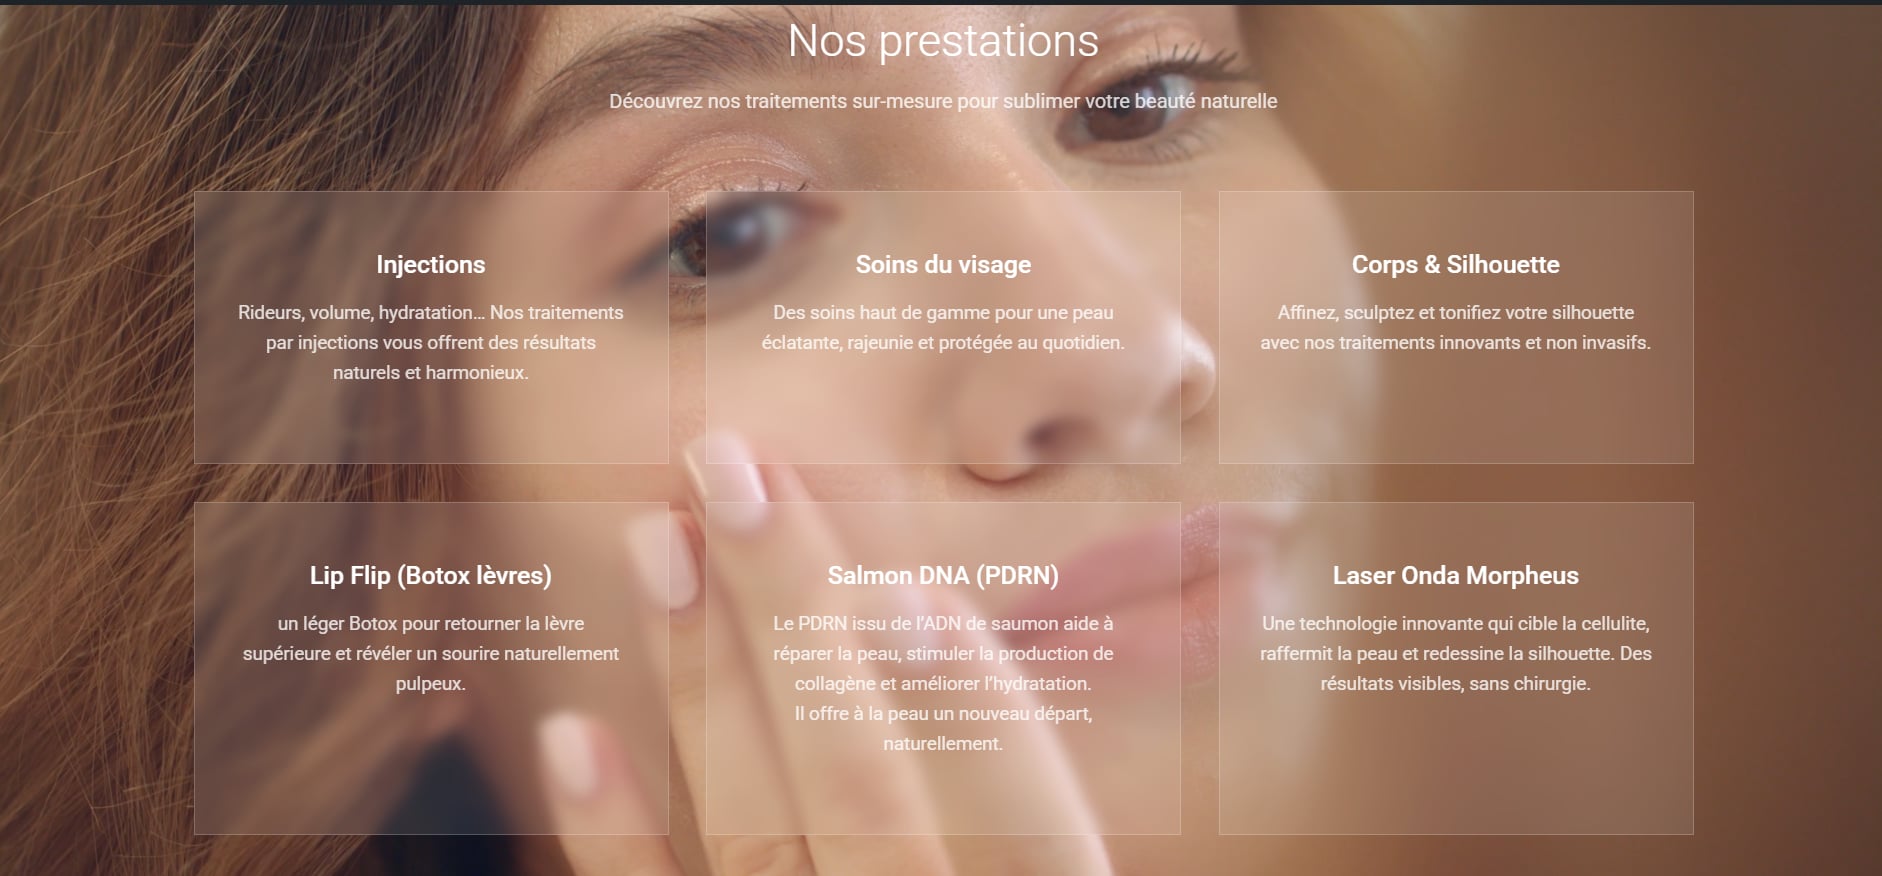 Nos prestations
Découvrez nos traitements sur-mesure pour sublimer votre beauté naturelle
Injections
Rideurs, volume, hydratation... Nos traitements
par injections vous offrent des résultats
naturels et harmonieux.
Soins du visage
Des soins haut de gamme pour une peau
éclatante, rajeunie et protégée au quotidien.
Corps & Silhouette
Affinez, sculptez et tonifiez votre silhouette
avec nos traitements innovants et non invasifs.
Lip Flip (Botox lèvres)
un léger Botox pour retourner la lèvre
supérieure et révéler un sourire naturellement
pulpeux.
Salmon DNA (PDRN)
Le PDRN issu de l’ADN de saumon aide à
réparer la peau, stimuler la production de
collagène et améliorer l’hydratation.
Il offre à la peau un nouveau départ,
naturellement.
Laser Onda Morpheus
Une technologie innovante qui cible la cellulite,
raffermit la peau et redessine la silhouette. Des
résultats visibles, sans chirurgie.